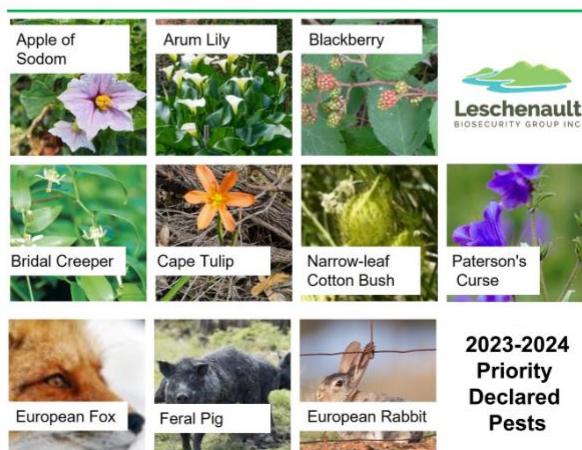 Apple of
Sodom
Arum Lily
Blackberry
Leschenault
BIOSECURITY GROUP INC
Bridal Creeper
Cape Tulip
Narrow-leaf
Cotton Bush
Paterson's
Curse
European Fox
Feral Pig
European Rabbit
2023-2024
Priority
Declared
Pests